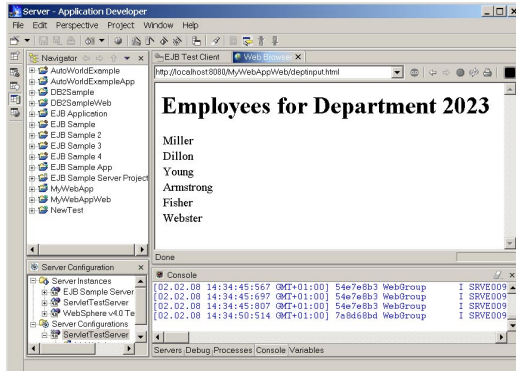 Server - Application Developer
File Edit Perspective Project Window Help
Navigator
AutoWorldExample
AutoWorldExampleApp
DB2Sample
DB2SampleWeb
EJB Application
EJB Sample
EJB Sample 2
EJB Sample 3
EJB Sample 4
EJB Sample App
EJB Sample Server Project
MyWebApp
MyWebAppWeb
NewTest
EJB Test Client
Web Browser
http://localhost:8080/MyWebAppWeb/deptinput.html
Employees for Department 2023
Miller
Dillon
Young
Armstrong
Fisher
Webster
Done
Server Configuration
Server Instances
EJB Sample Server
ServletTestServer
WebSphere v4.0 Te
Server Configurations
ServletTestServer
Console
[02.02.08 14:34:45:567 GMT+01:00] 54e7e8b3 WebGroup I SRVE009
[02.02.08 14:34:45:697 GMT+01:00] 54e7e8b3 WebGroup I SRVE009
[02.02.08 14:34:45:807 GMT+01:00] 54e7e8b3 WebGroup I SRVE009
[02.02.08 14:34:50:514 GMT+01:00] 7a8d68bd WebGroup I SRVE009
Servers Debug Processes Console Variables